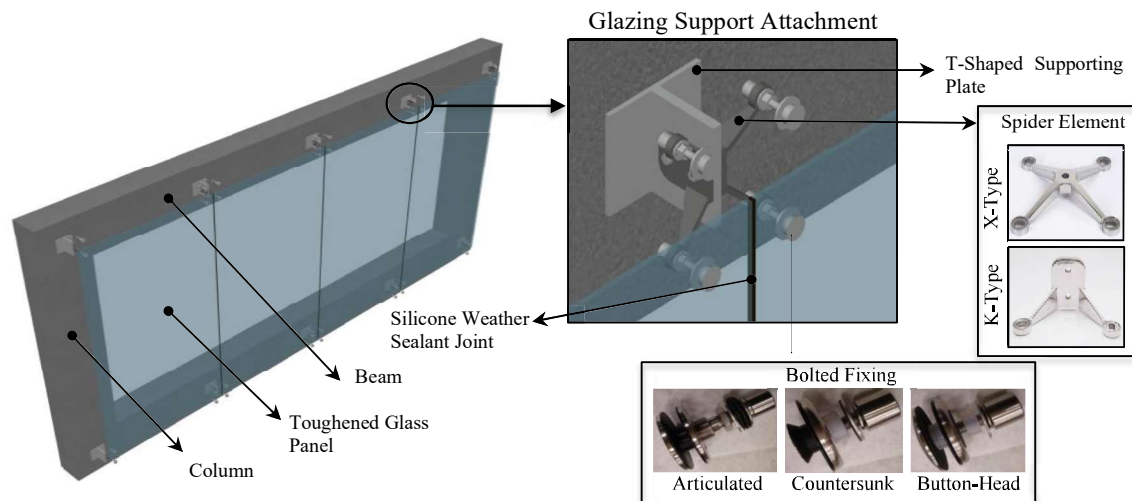 Glazing Support Attachment
T-Shaped Supporting
Plate
Spider Element
X-Type
K-Type
Silicone Weather
Sealant Joint
Beam
Toughened Glass
Panel
Column
Bolted Fixing
Articulated Countersunk Button-Head